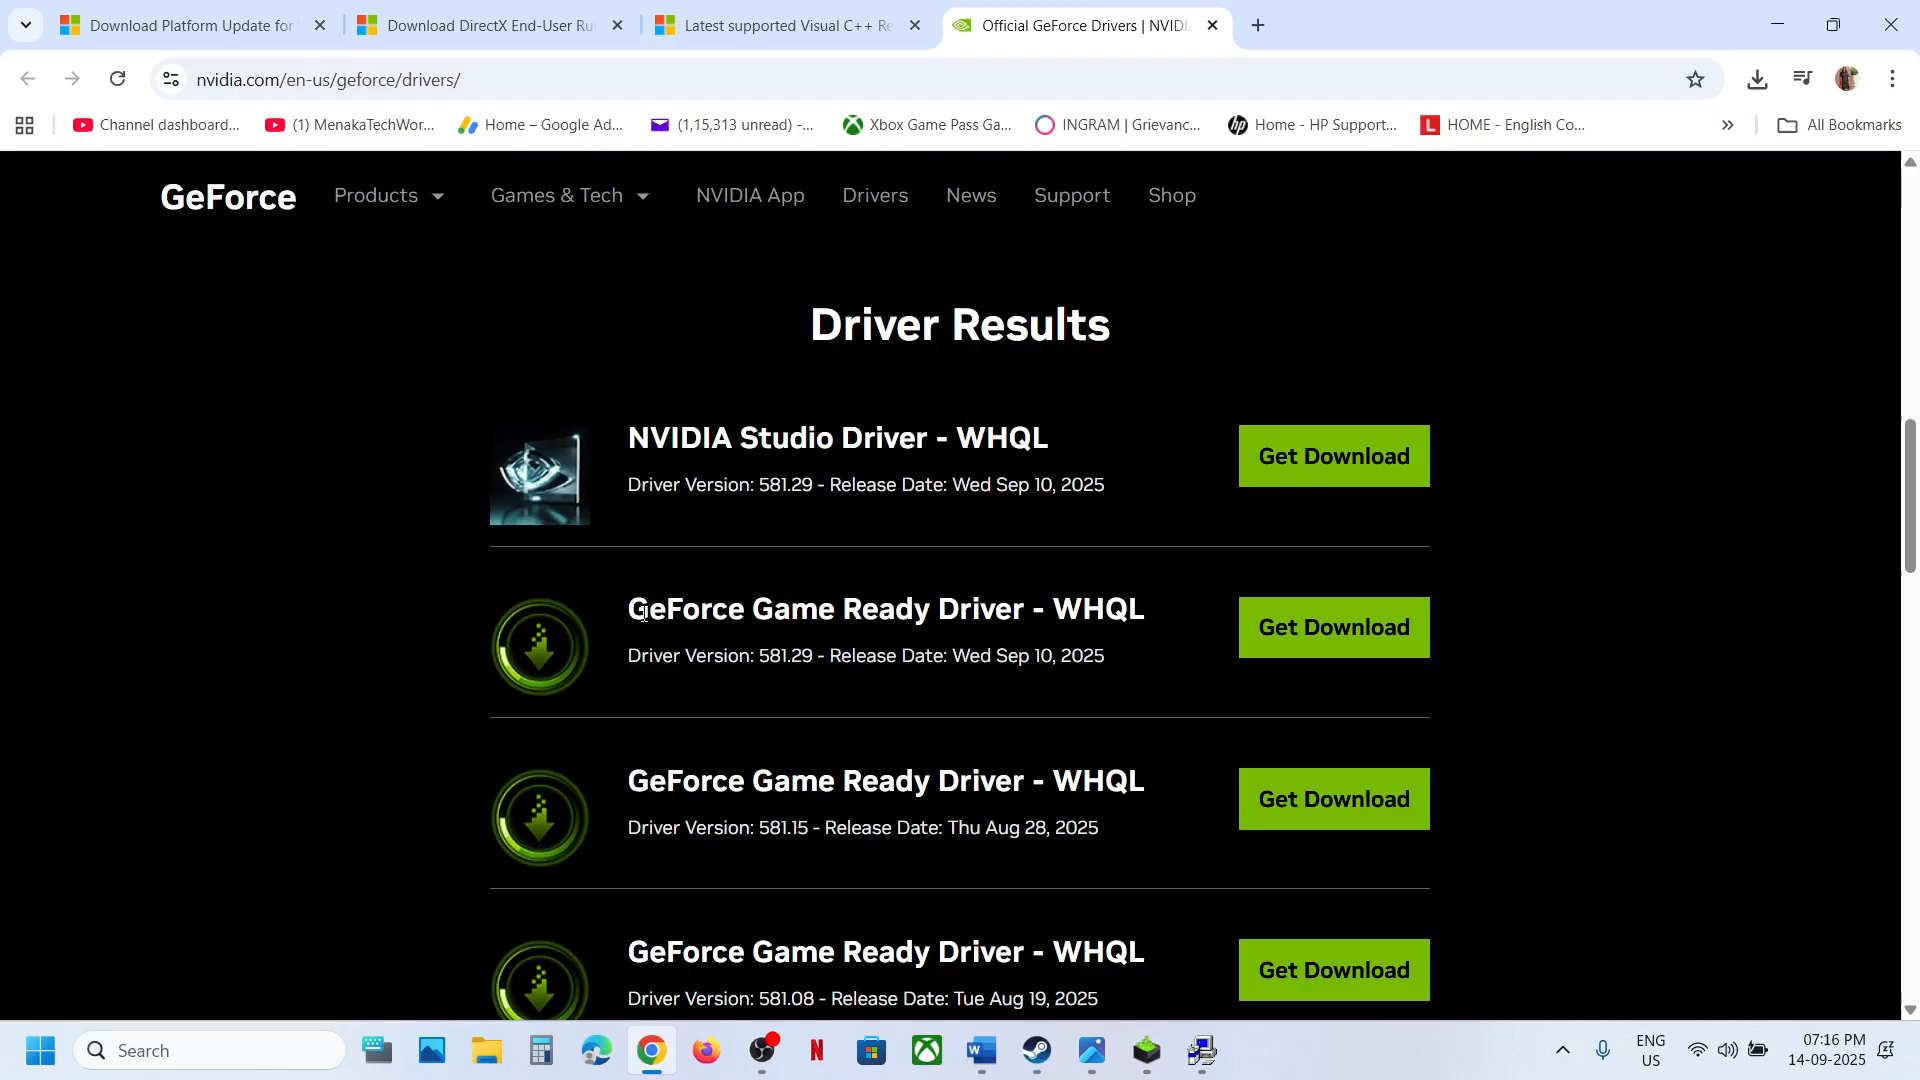 Download Platform Update for
Download DirectX End-User Ru
Latest supported Visual C++ Re
Official GeForce Drivers | NVIDI
nvidia.com/en-us/geforce/drivers/
Channel dashboard...
(1) MenakaTechWor...
Home – Google Ad...
(1,15,313 unread) -...
Xbox Game Pass Ga...
INGRAM | Grievanc...
Home - HP Support...
HOME - English Co...
All Bookmarks
GeForce
Products
Games & Tech
NVIDIA App
Drivers
News
Support
Shop
Driver Results
NVIDIA Studio Driver - WHQL
Driver Version: 581.29 - Release Date: Wed Sep 10, 2025
Get Download
GeForce Game Ready Driver - WHQL
Driver Version: 581.29 - Release Date: Wed Sep 10, 2025
Get Download
GeForce Game Ready Driver - WHQL
Driver Version: 581.15 - Release Date: Thu Aug 28, 2025
Get Download
GeForce Game Ready Driver - WHQL
Driver Version: 581.08 - Release Date: Tue Aug 19, 2025
Get Download
Search
ENG
US
07:16 PM
14-09-2025